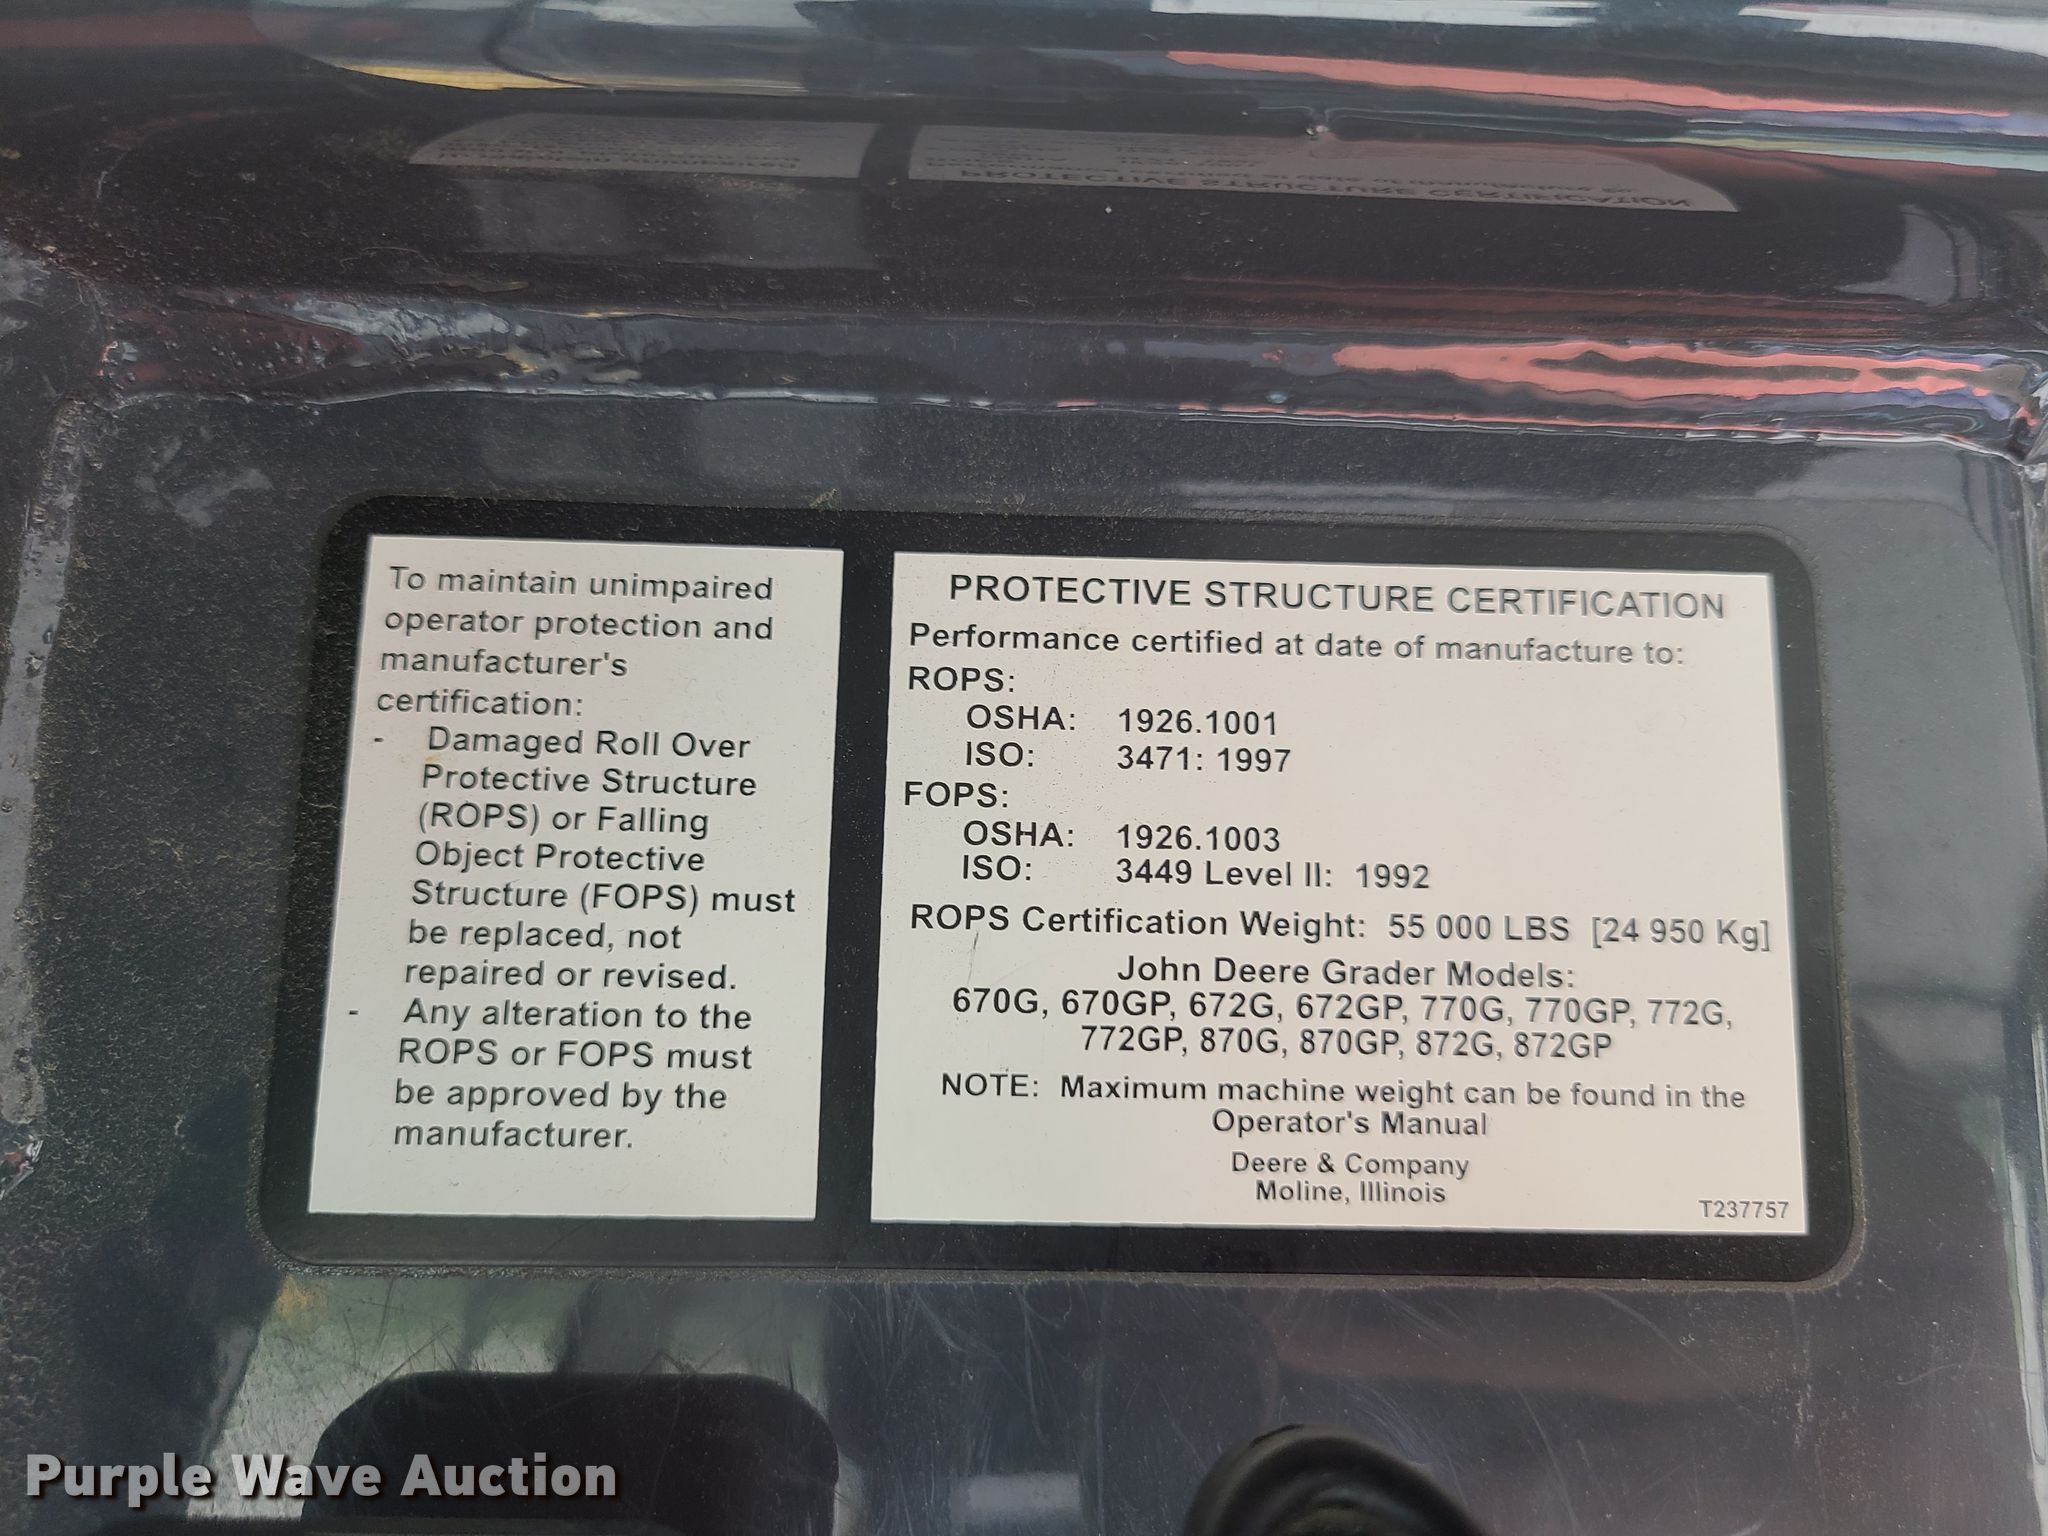 To maintain unimpaired
operator protection and
manufacturer's
certification:
- Damaged Roll Over
Protective Structure
(ROPS) or Falling
Object Protective
Structure (FOPS) must
be replaced, not
repaired or revised.
- Any alteration to the
ROPS or FOPS must
be approved by the
manufacturer.
PROTECTIVE STRUCTURE CERTIFICATION
Performance certified at date of manufacture to:
ROPS:
OSHA: 1926.1001
ISO: 3471: 1997
FOPS:
OSHA: 1926.1003
ISO: 3449 Level II: 1992
ROPS Certification Weight: 55 000 LBS [24 950 Kg]
John Deere Grader Models:
670G, 670GP, 672G, 672GP, 770G, 770GP, 772G,
772GP, 870G, 870GP, 872G, 872GP
NOTE: Maximum machine weight can be found in the
Operator's Manual
Deere & Company
Moline, Illinois
T237757
Purple Wave Auction